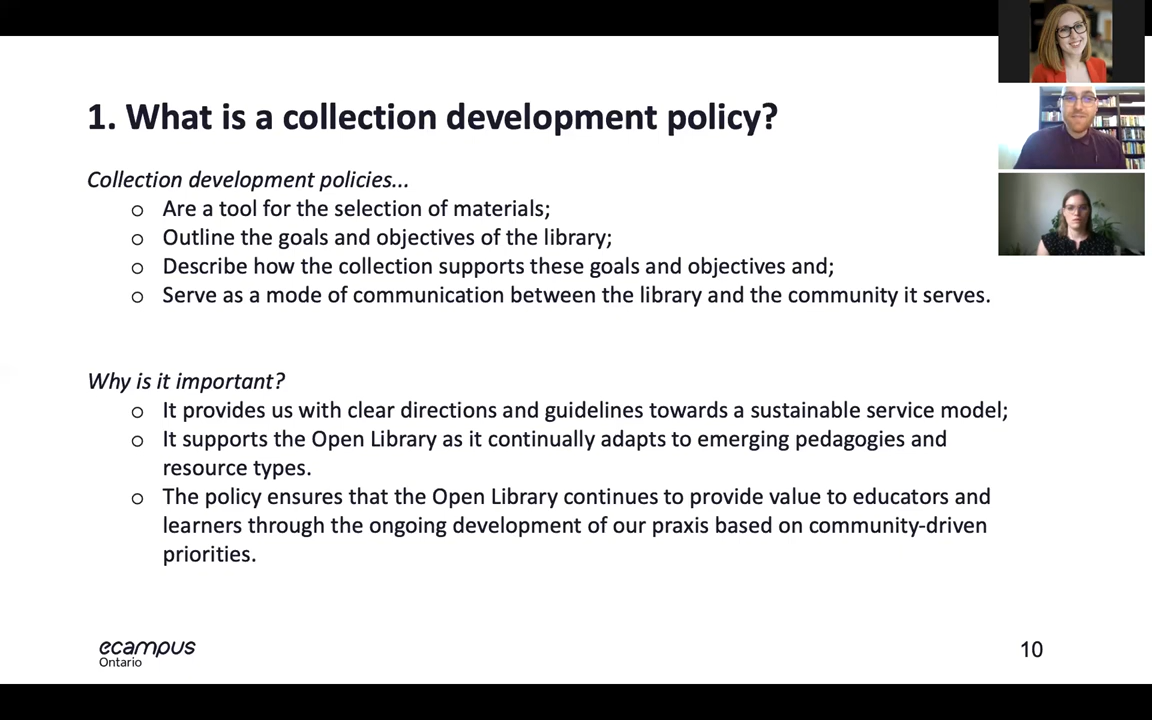 1. What is a collection development policy?
Collection development policies...
o Are a tool for the selection of materials;
o Outline the goals and objectives of the library;
o Describe how the collection supports these goals and objectives and;
o Serve as a mode of communication between the library and the community it serves.
Why is it important?
o It provides us with clear directions and guidelines towards a sustainable service model;
o It supports the Open Library as it continually adapts to emerging pedagogies and
resource types.
o The policy ensures that the Open Library continues to provide value to educators and
learners through the ongoing development of our praxis based on community-driven
priorities.
ecampus
Ontario
10